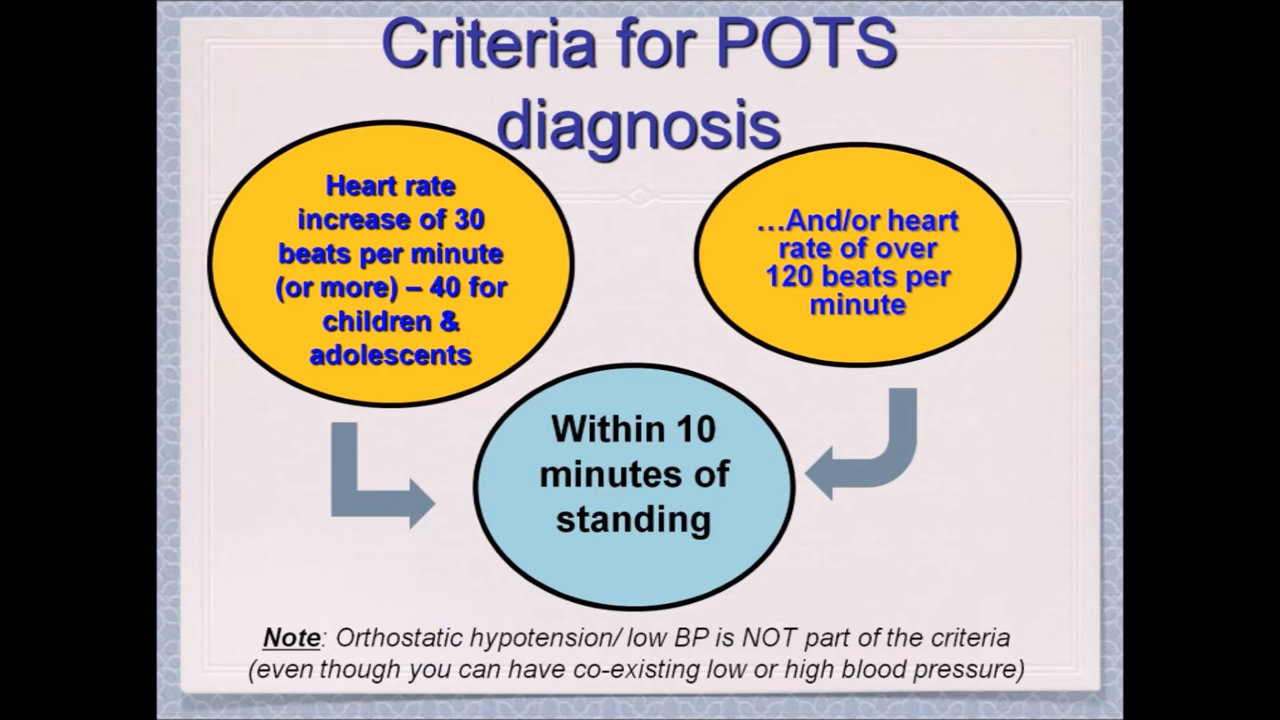 Criteria for POTS
diagnosis
Heart rate
increase of 30
beats per minute
(or more) – 40 for
children &
adolescents
…And/or heart
rate of over
120 beats per
minute
Within 10
minutes of
standing
Note: Orthostatic hypotension/ low BP is NOT part of the criteria
(even though you can have co-existing low or high blood pressure)